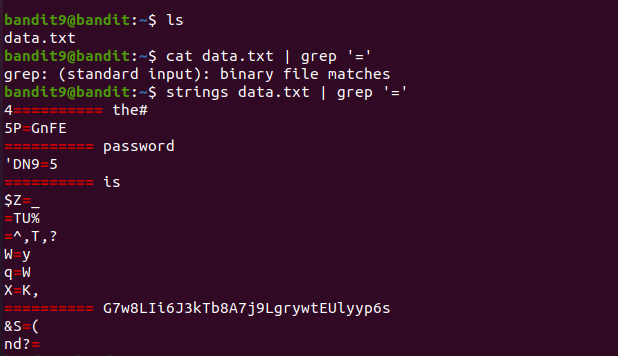 bandit9@bandit:~$ ls
data.txt
bandit9@bandit:~$ cat data.txt | grep '='
grep: (standard input): binary file matches
bandit9@bandit:~$ strings data.txt | grep '='
4========== the#
5P=GnFE
========== password
'DN9=5
========== is
$Z=_
=TU%
=^,T,?
W=y
q=W
X=K,
========== G7w8LIi6J3kTb8A7j9LgrywtEUlyyp6s
&S=(
nd?=